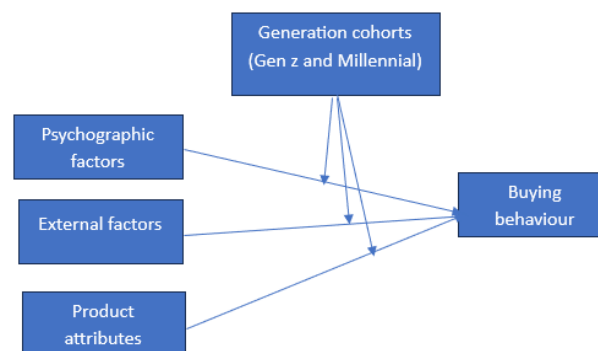 Generation cohorts
(Gen z and Millennial)
Psychographic
factors
External factors
Product
attributes
Buying
behaviour